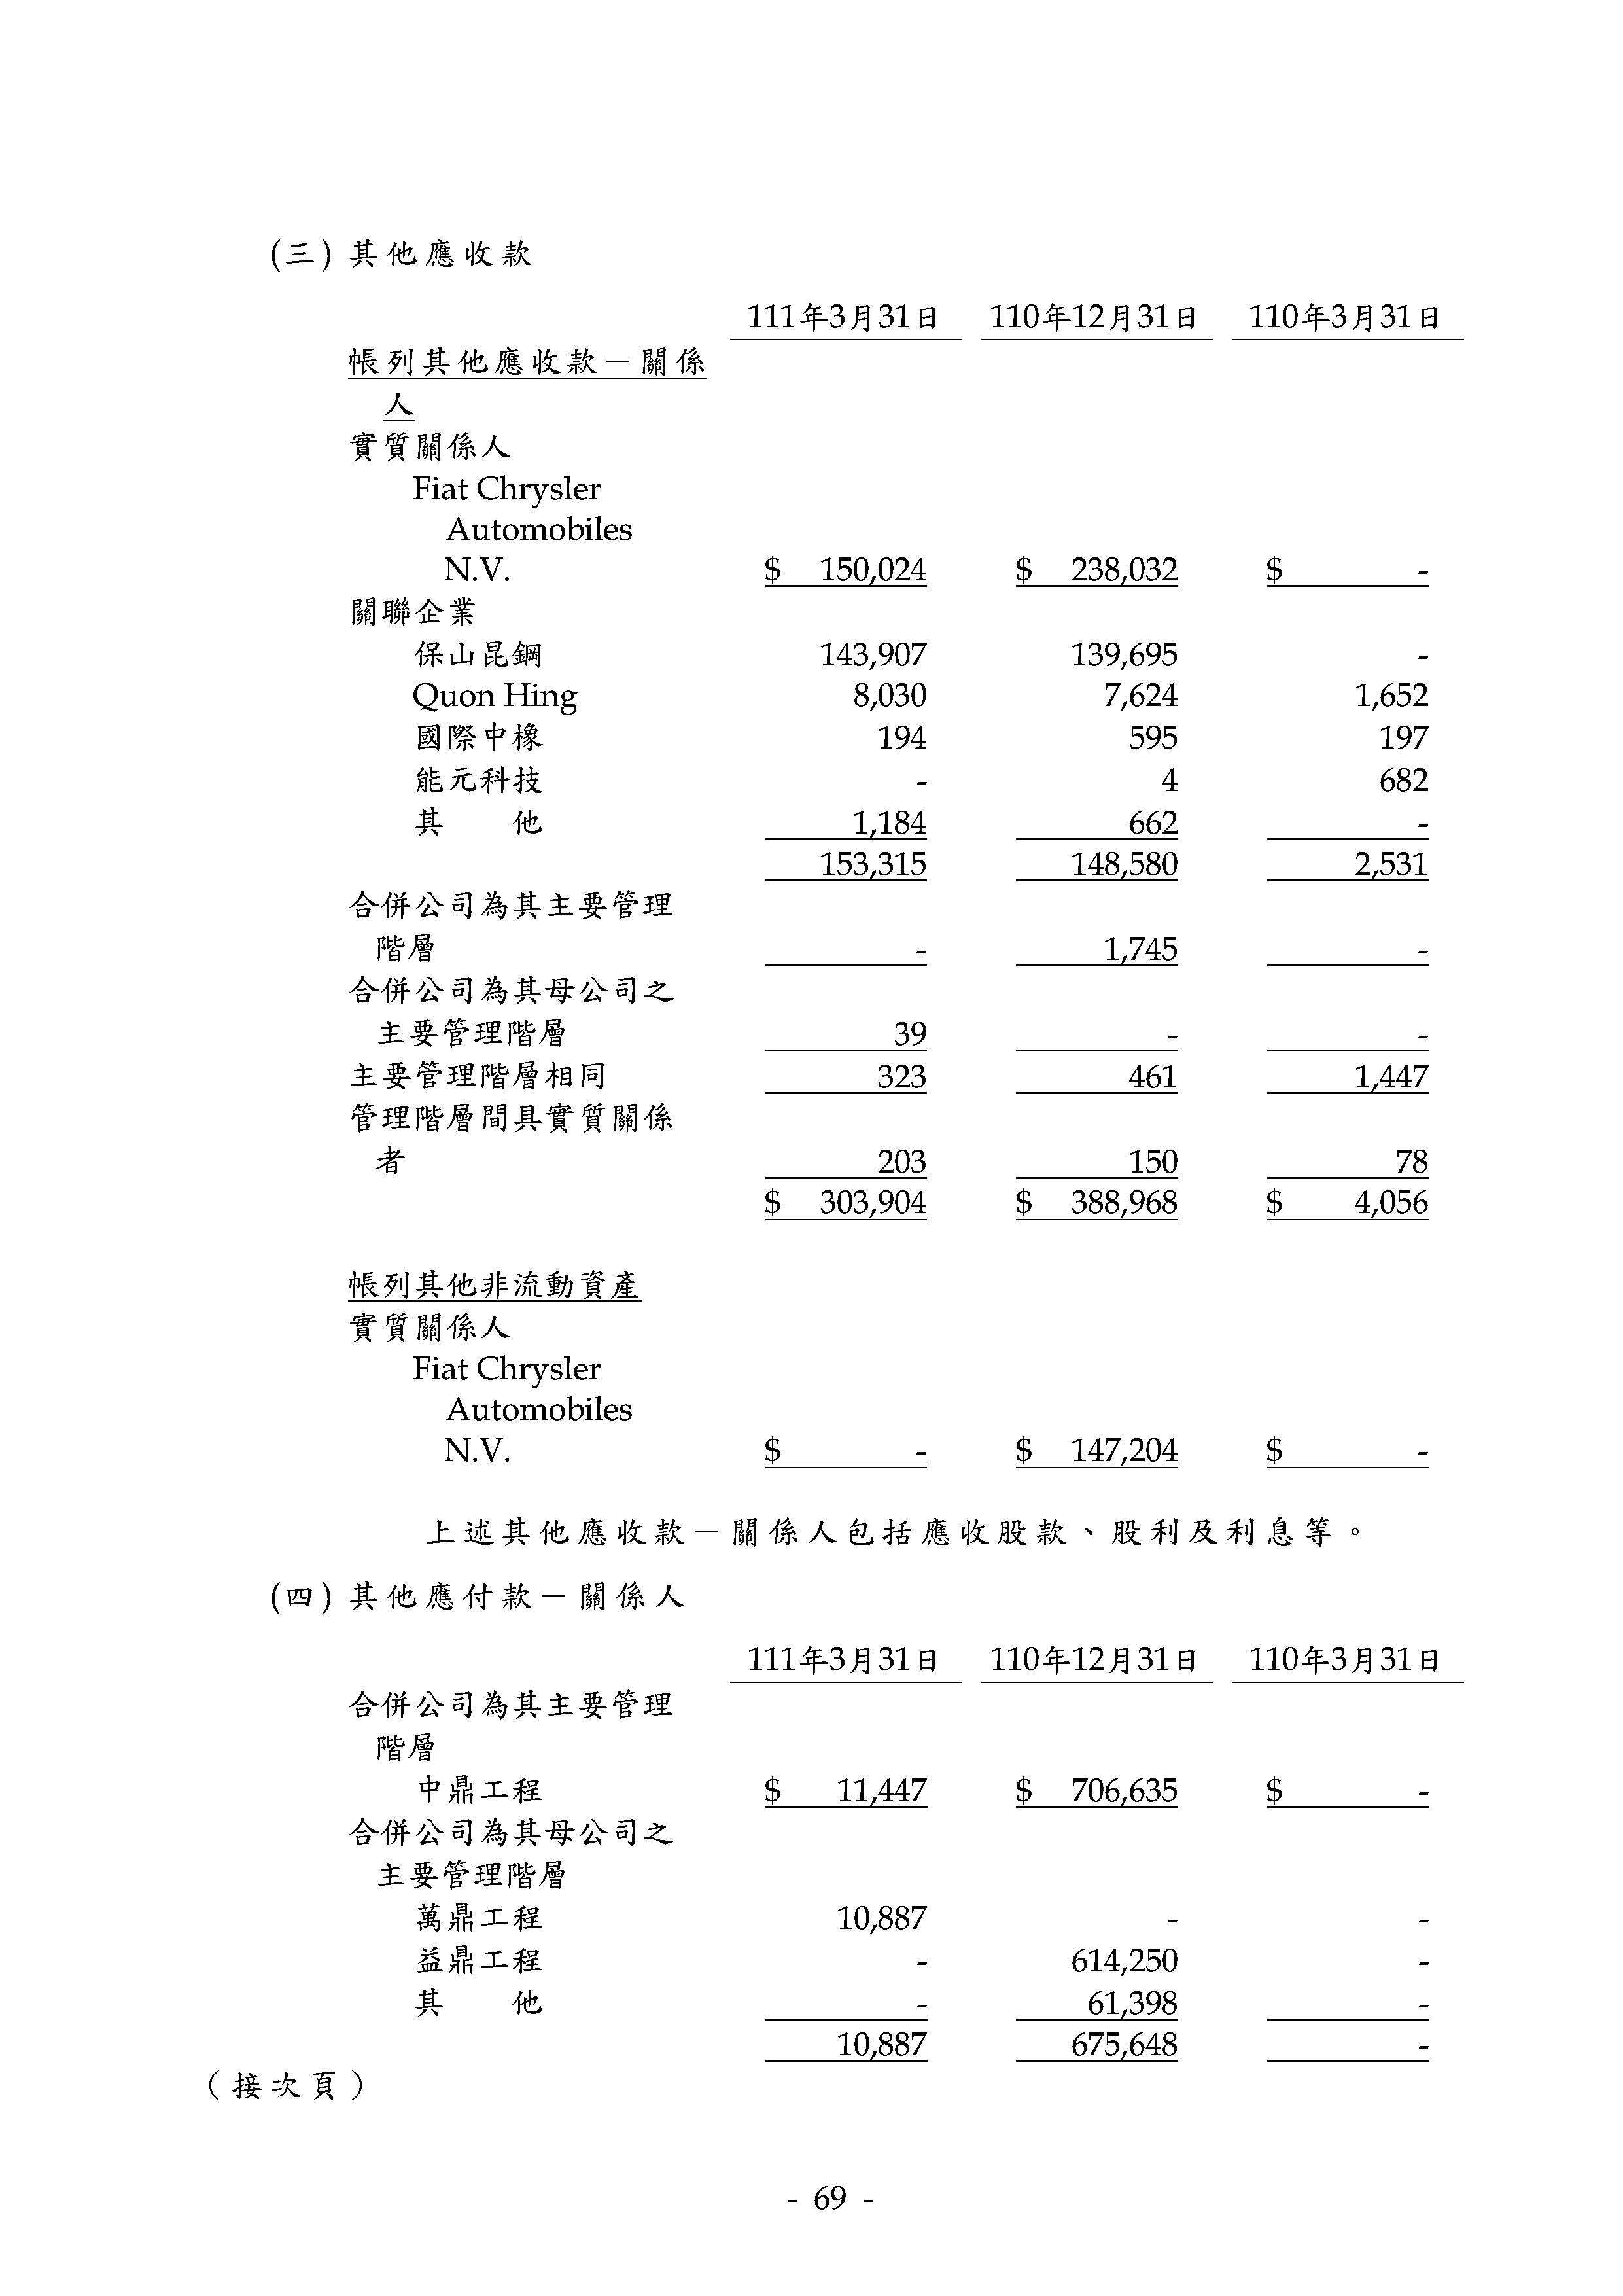 (三) 其他應收款
111年3月31日 110年12月31日 110年3月31日
帳列其他應收款－關係
人
實質關係人
Fiat Chrysler
Automobiles
N.V. $ 150,024 $ 238,032 $ -
關聯企業
保山昆鋼 143,907 139,695 -
Quon Hing 8,030 7,624 1,652
國際中橡 194 595 197
能元科技 - 4 682
其 他 1,184 662 -
153,315 148,580 2,531
合併公司為其主要管理
階層 - 1,745 -
合併公司為其母公司之
主要管理階層 39 - -
主要管理階層相同 323 461 1,447
管理階層間具實質關係
者 203 150 78
$ 303,904 $ 388,968 $ 4,056
帳列其他非流動資產
實質關係人
Fiat Chrysler
Automobiles
N.V. $ - $ 147,204 $ -
上述其他應收款－關係人包括應收股款、股利及利息等。
(四) 其他應付款－關係人
111年3月31日 110年12月31日 110年3月31日
合併公司為其主要管理
階層
中鼎工程 $ 11,447 $ 706,635 $ -
合併公司為其母公司之
主要管理階層
萬鼎工程 10,887 - -
益鼎工程 - 614,250 -
其 他 - 61,398 -
10,887 675,648 -
（接次頁）
- 69 -